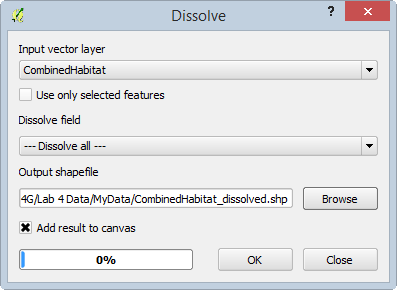 Dissolve
?
Input vector layer
CombinedHabitat
Use only selected features
Dissolve field
--- Dissolve all ---
Output shapefile
4G/Lab 4 Data/MyData/CombinedHabitat_dissolved.shp
Browse
Add result to canvas
0%
OK
Close